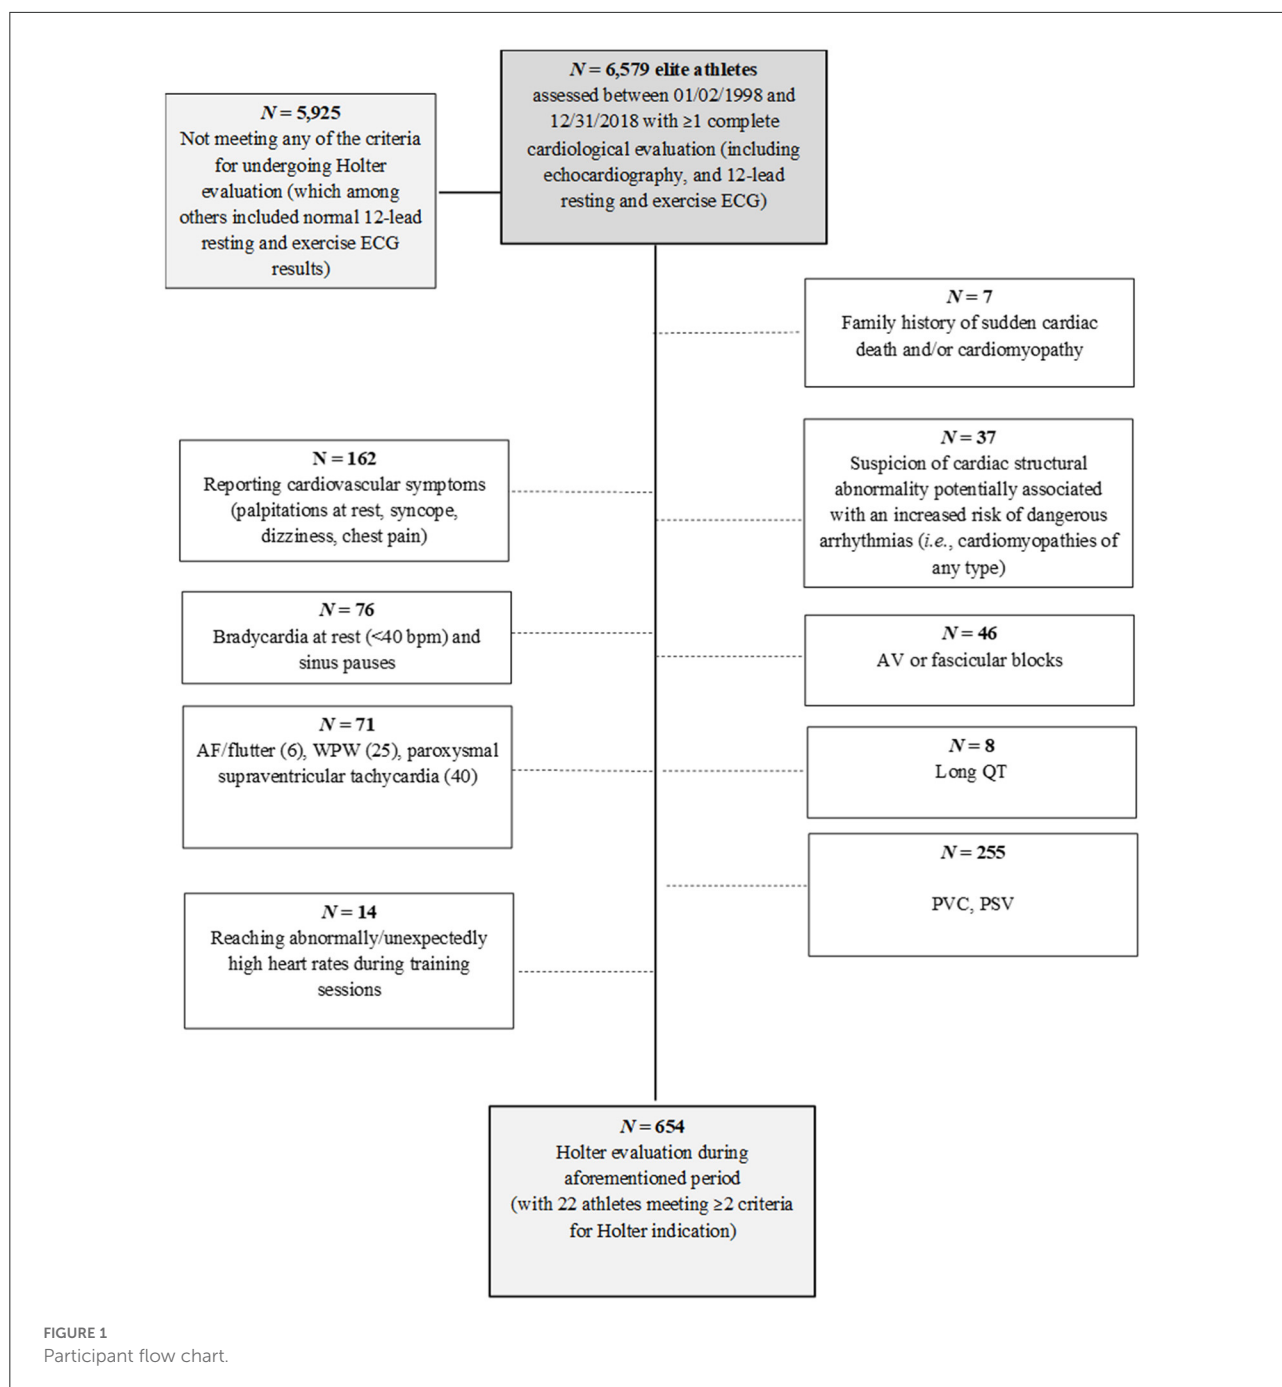 N = 6,579 elite athletes
assessed between 01/02/1998 and
12/31/2018 with ≥1 complete
cardiological evaluation (including
echocardiography, and 12-lead
resting and exercise ECG)
N = 5,925
Not meeting any of the criteria
for undergoing Holter
evaluation (which among
others included normal 12-lead
resting and exercise ECG
results)
N = 7
Family history of sudden cardiac
death and/or cardiomyopathy
N = 162
Reporting cardiovascular symptoms
(palpitations at rest, syncope,
dizziness, chest pain)
N = 37
Suspicion of cardiac structural
abnormality potentially associated
with an increased risk of dangerous
arrhythmias (i.e., cardiomyopathies of
any type)
N = 76
Bradycardia at rest (<40 bpm) and
sinus pauses
N = 46
AV or fascicular blocks
N = 71
AF/flutter (6), WPW (25), paroxysmal
supraventricular tachycardia (40)
N = 8
Long QT
N = 255
PVC, PSV
N = 14
Reaching abnormally/unexpectedly
high heart rates during training
sessions
N = 654
Holter evaluation during
aforementioned period
(with 22 athletes meeting ≥2 criteria
for Holter indication)
FIGURE 1
Participant flow chart.